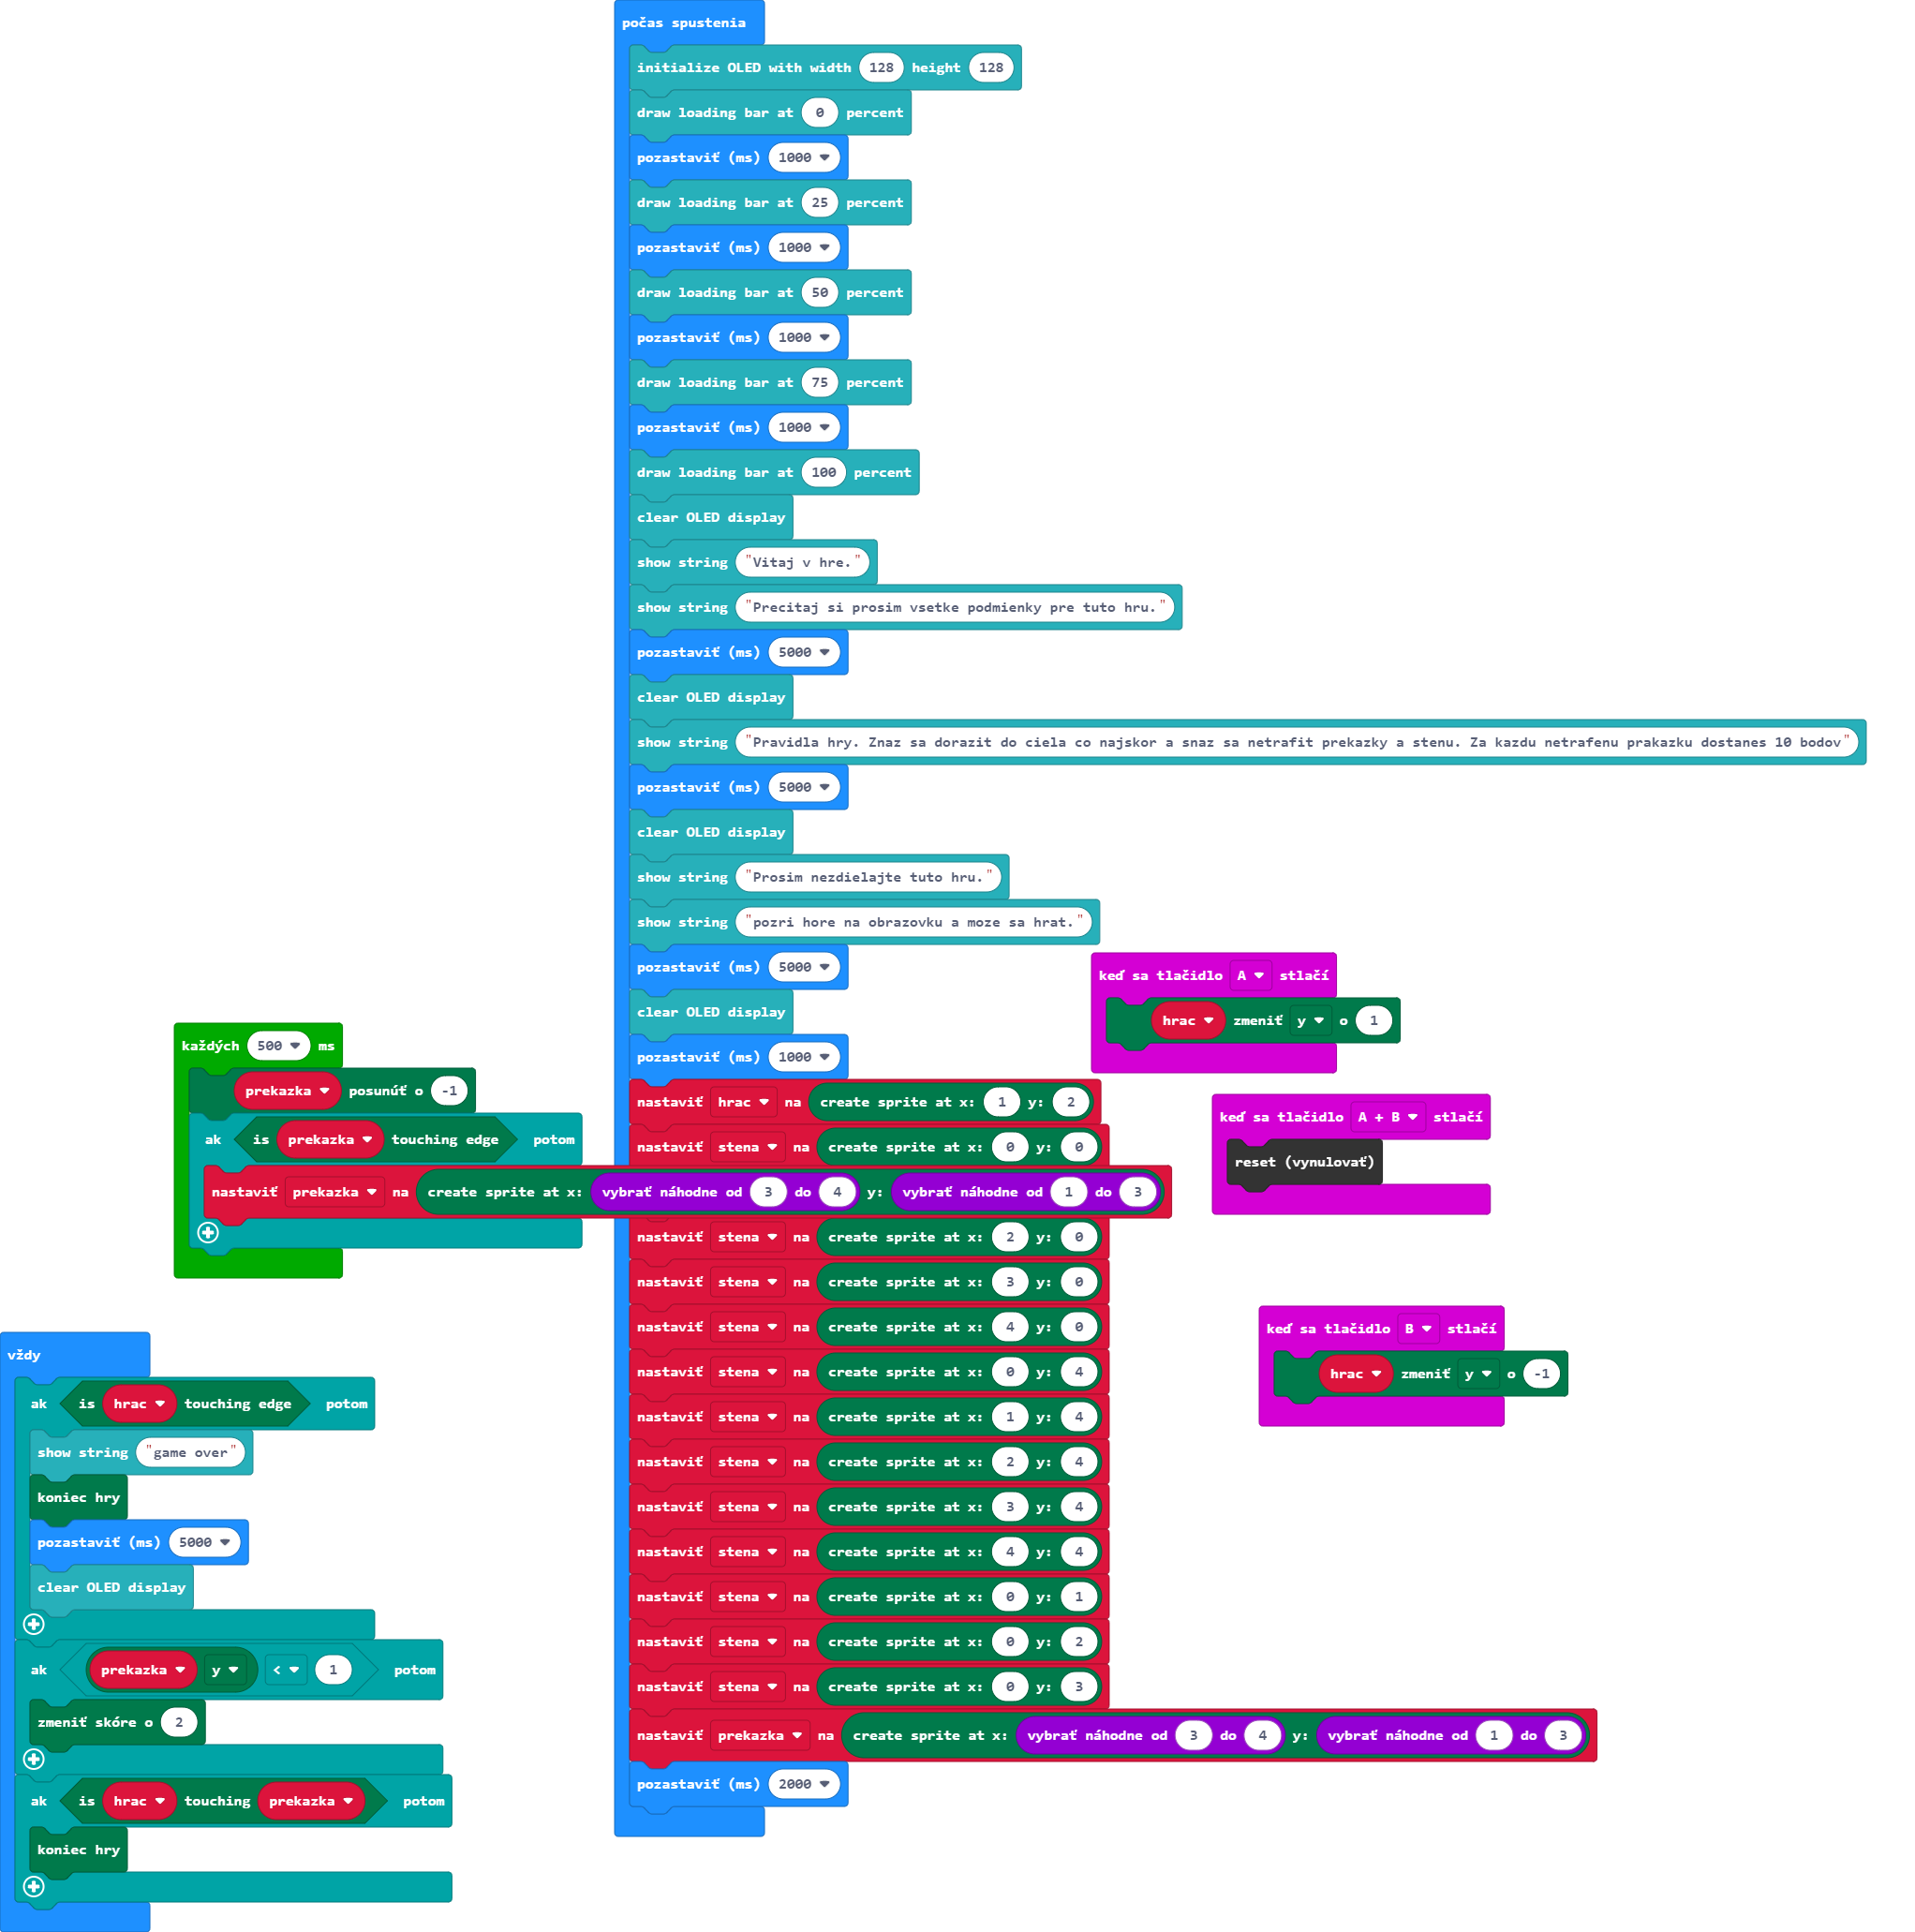 počas spustenia
initialize OLED with width 128 height 128
draw loading bar at 0 percent
pozastaviť (ms) 1000
draw loading bar at 25 percent
pozastaviť (ms) 1000
draw loading bar at 50 percent
pozastaviť (ms) 1000
draw loading bar at 75 percent
pozastaviť (ms) 1000
draw loading bar at 100 percent
clear OLED display
show string "Vitaj v hre."
show string "Precitaj si prosim vsetke podmienky pre tuto hru."
pozastaviť (ms) 5000
clear OLED display
show string "Pravidla hry. Znaz sa dorazit do ciela co najskor a snaz sa netrafit prekazky a stenu. Za kazdu netrafenu prakazku dostanes 10 bodov"
pozastaviť (ms) 5000
clear OLED display
show string "Prosim nezdielajte tuto hru."
show string "pozri hore na obrazovku a moze sa hrat."
pozastaviť (ms) 5000
clear OLED display
pozastaviť (ms) 1000
nastaviť hrac na create sprite at x: 1 y: 2
nastaviť stena na create sprite at x: 0 y: 0
nastaviť stena na create sprite at x: 2 y: 0
nastaviť stena na create sprite at x: 3 y: 0
nastaviť stena na create sprite at x: 4 y: 0
nastaviť stena na create sprite at x: 0 y: 4
nastaviť stena na create sprite at x: 1 y: 4
nastaviť stena na create sprite at x: 2 y: 4
nastaviť stena na create sprite at x: 3 y: 4
nastaviť stena na create sprite at x: 4 y: 4
nastaviť stena na create sprite at x: 0 y: 1
nastaviť stena na create sprite at x: 0 y: 2
nastaviť stena na create sprite at x: 0 y: 3
nastaviť prekazka na create sprite at x: vybrať náhodne od 3 do 4 y: vybrať náhodne od 1 do 3
pozastaviť (ms) 2000
každých 500 ms
prekazka posunúť o -1
ak is prekazka touching edge potom
nastaviť prekazka na create sprite at x: vybrať náhodne od 3 do 4 y: vybrať náhodne od 1 do 3
vždy
ak is hrac touching edge potom
show string "game over"
koniec hry
pozastaviť (ms) 5000
clear OLED display
ak prekazka y < 1 potom
zmeniť skóre o 2
ak is hrac touching prekazka potom
koniec hry
keď sa tlačidlo A stlačí
hrac zmeniť y o 1
keď sa tlačidlo A + B stlačí
reset (vynulovať)
keď sa tlačidlo B stlačí
hrac zmeniť y o -1